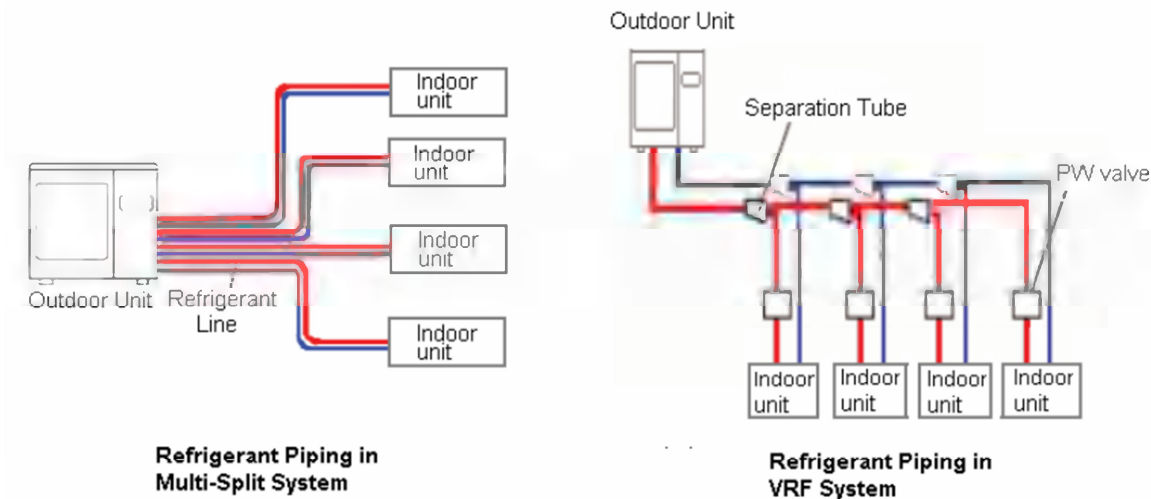 Indoor
unit
Indoor
unit
Indoor
unit
Indoor
unit
Outdoor Unit
Refrigerant
Line
Refrigerant Piping in
Multi-Split System
Outdoor Unit
Separation Tube
PW valve
Indoor
unit
Indoor
unit
Indoor
unit
Indoor
unit
Refrigerant Piping in
VRF System